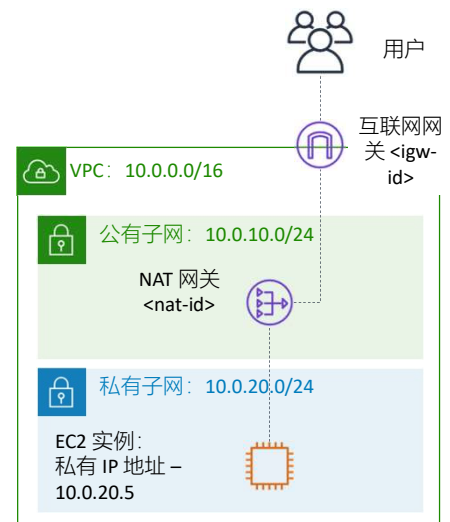 用户
互联网网
关 <igw-
id>
VPC：10.0.0.0/16
公有子网：10.0.10.0/24
NAT 网关
<nat-id>
私有子网：10.0.20.0/24
EC2 实例：
私有 IP 地址 –
10.0.20.5